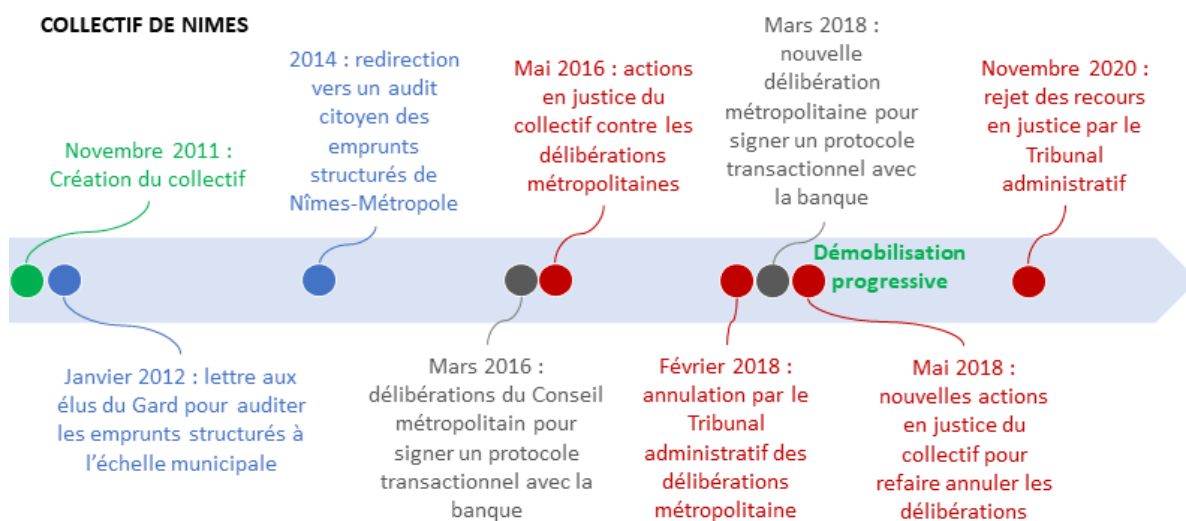 COLLECTIF DE NIMES
Novembre 2011 :
Création du collectif
2014 : redirection
vers un audit
citoyen des
emprunts
structurés de
Nîmes-Métropole
Mai 2016 : actions
en justice du
collectif contre les
délibérations
métropolitaines
Mars 2018 :
nouvelle
délibération
métropolitaine pour
signer un protocole
transactionnel avec
la banque
Novembre 2020 :
rejet des recours
en justice par le
Tribunal
administratif
Démobilisation
progressive
Janvier 2012 : lettre aux
élus du Gard pour auditer
les emprunts structurés à
l'échelle municipale
Mars 2016 :
délibérations du Conseil
métropolitain pour
signer un protocole
transactionnel avec la
banque
Février 2018 :
annulation par le
Tribunal
administratif des
délibérations
métropolitaine
Mai 2018 :
nouvelles actions
en justice du
collectif pour
refaire annuler les
délibérations